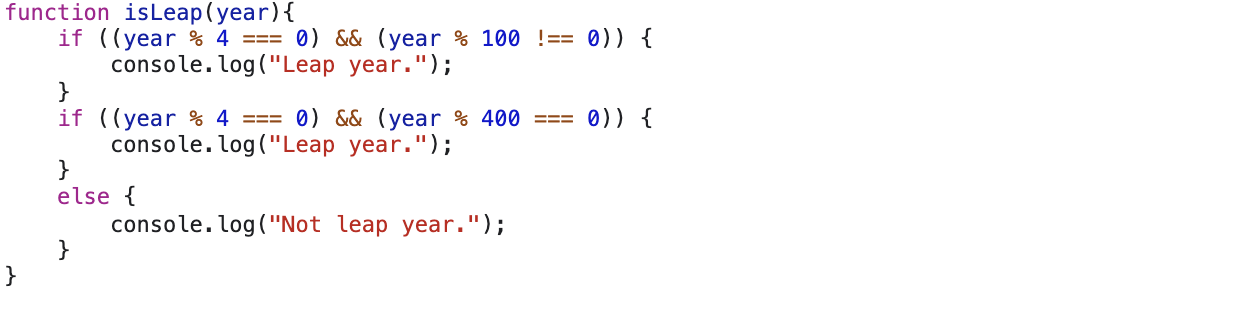 function isLeap(year){
    if ((year % 4 === 0) && (year % 100 !== 0)) {
        console.log("Leap year.");
    }
    if ((year % 4 === 0) && (year % 400 === 0)) {
        console.log("Leap year.");
    }
    else {
        console.log("Not leap year.");
    }
}